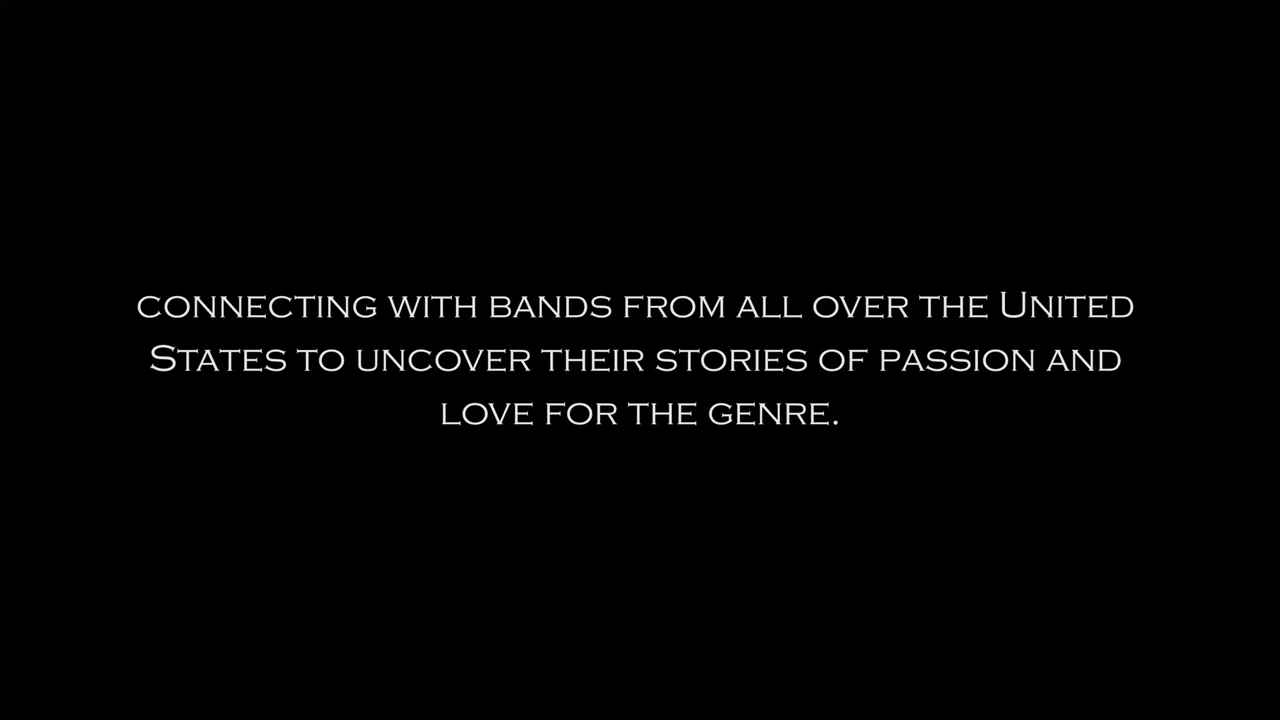 connecting with bands from all over the United
States to uncover their stories of passion and
love for the genre.